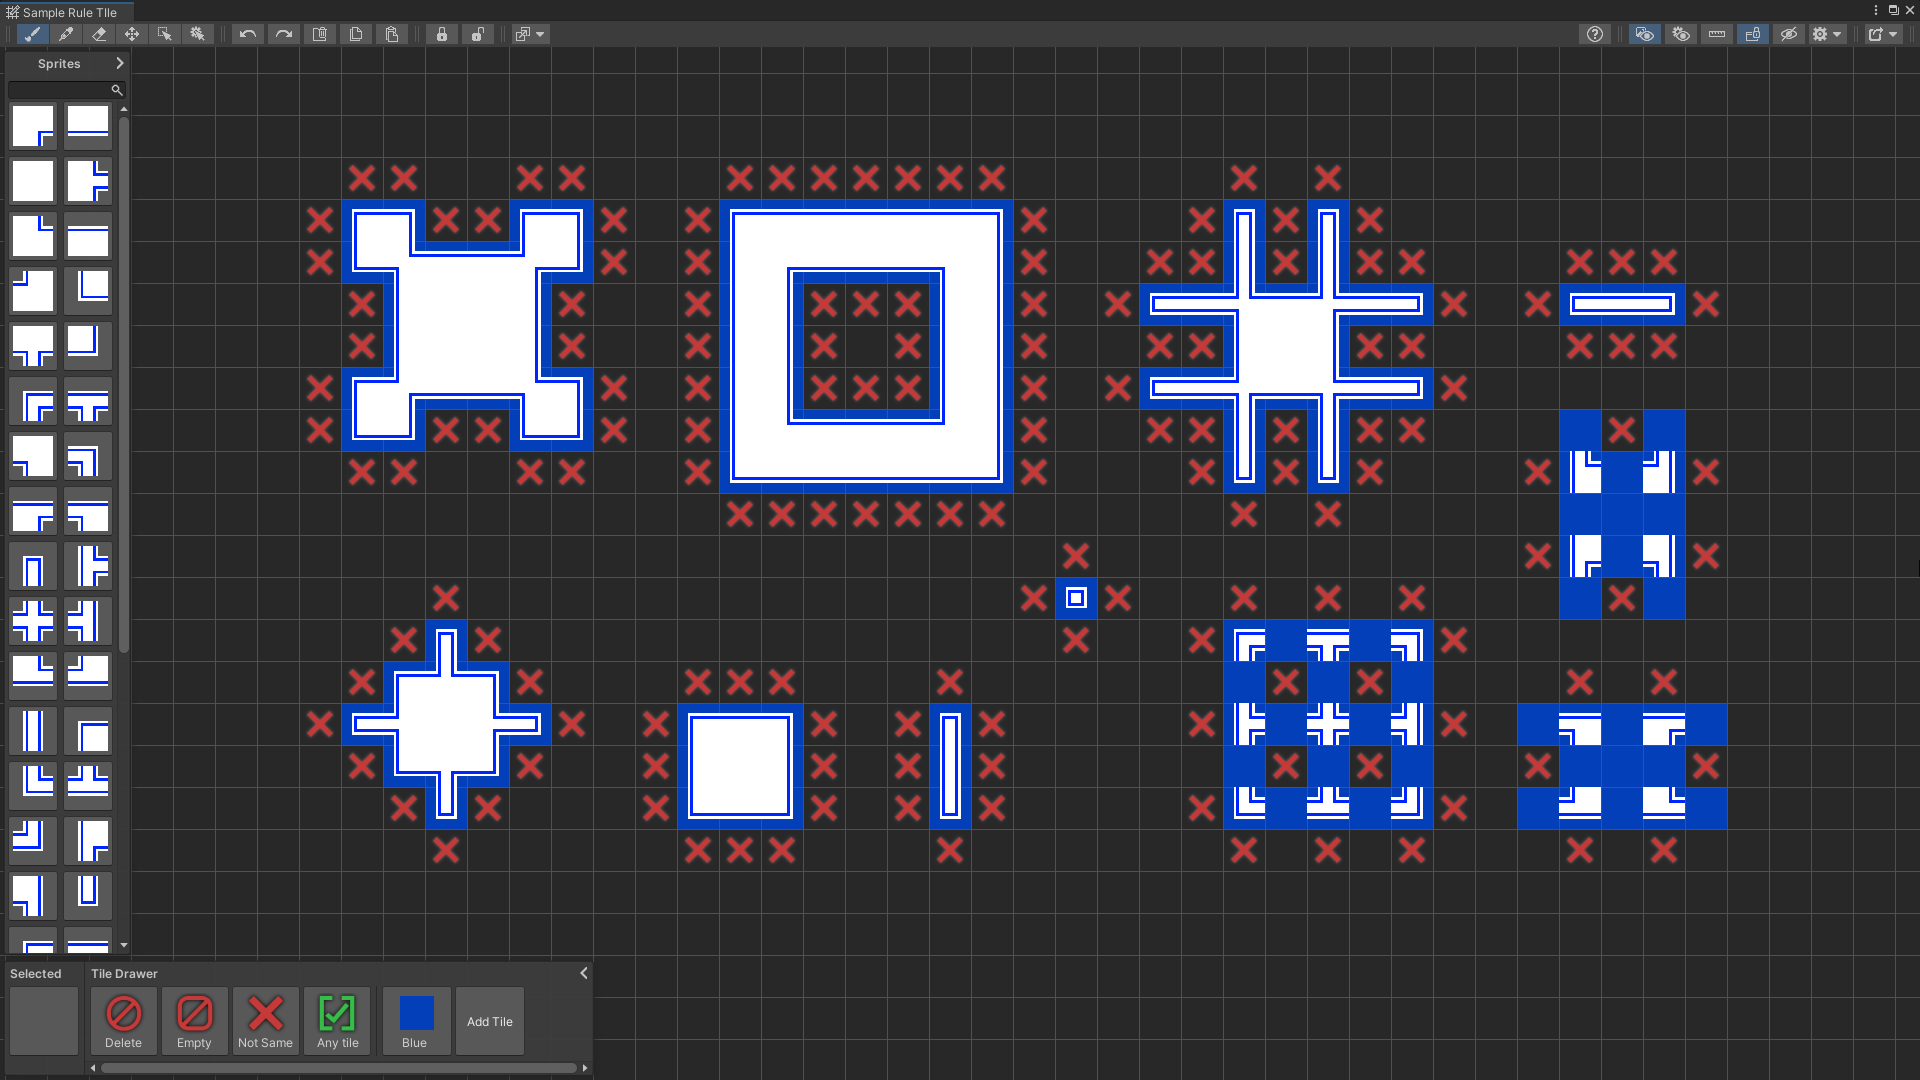 Sample Rule TIle
Sprites
Selected
Tile Drawer
Delete
Empty
Not Same
Any tile
Blue
Add Tile